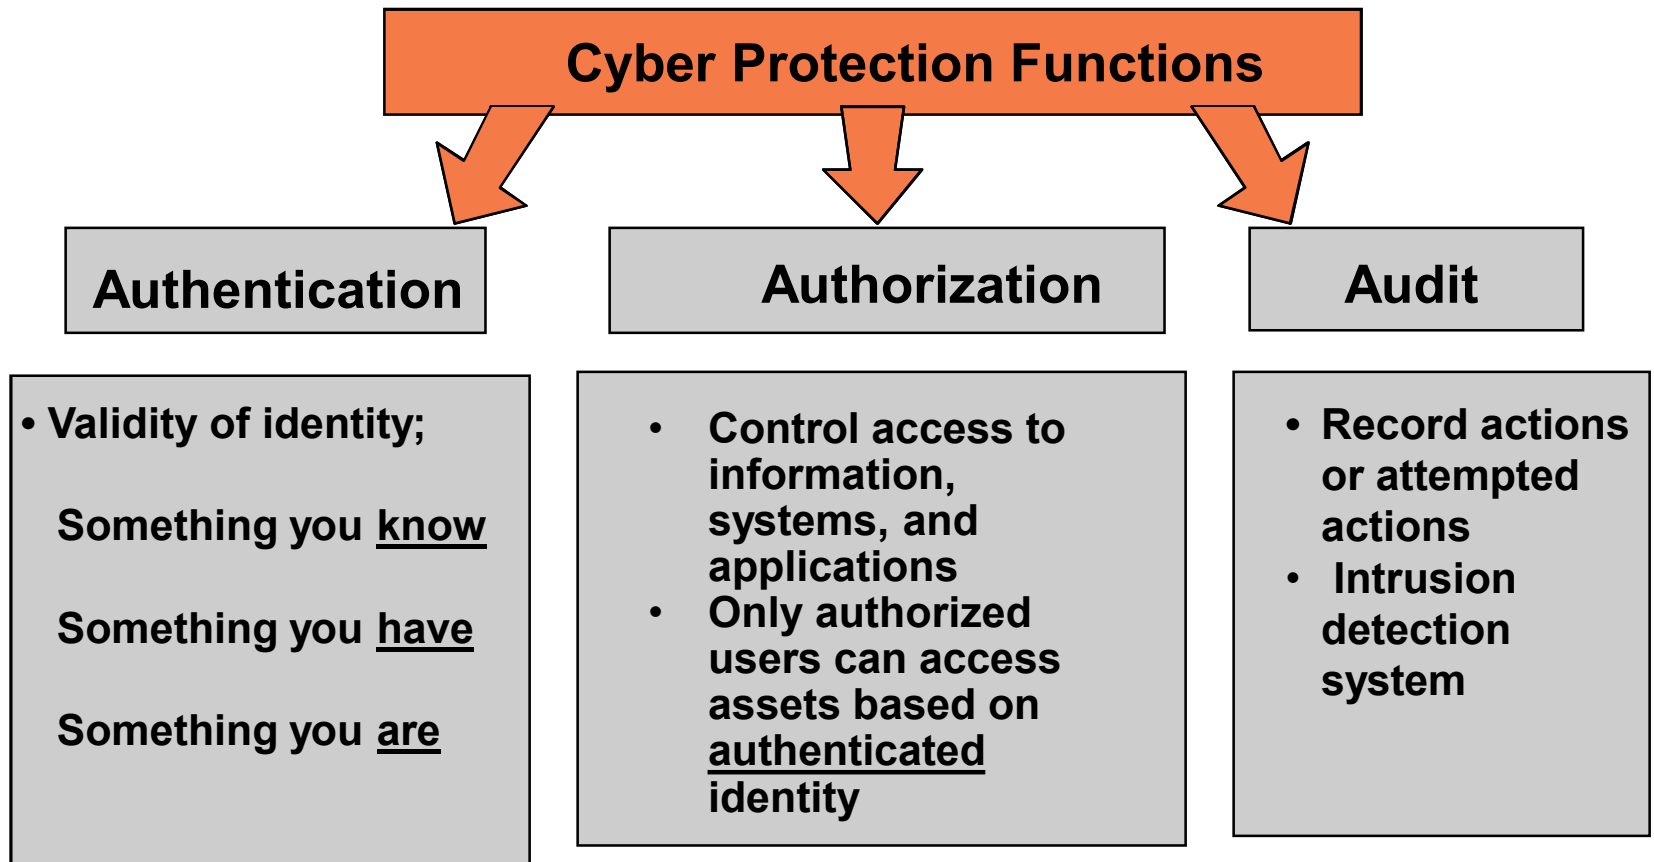 Cyber Protection Functions
Authentication
Authorization
Audit
• Validity of identity;
Something you know
Something you have
Something you are
• Control access to
information,
systems, and
applications
• Only authorized
users can access
assets based on
authenticated
identity
• Record actions
or attempted
actions
• Intrusion
detection
system